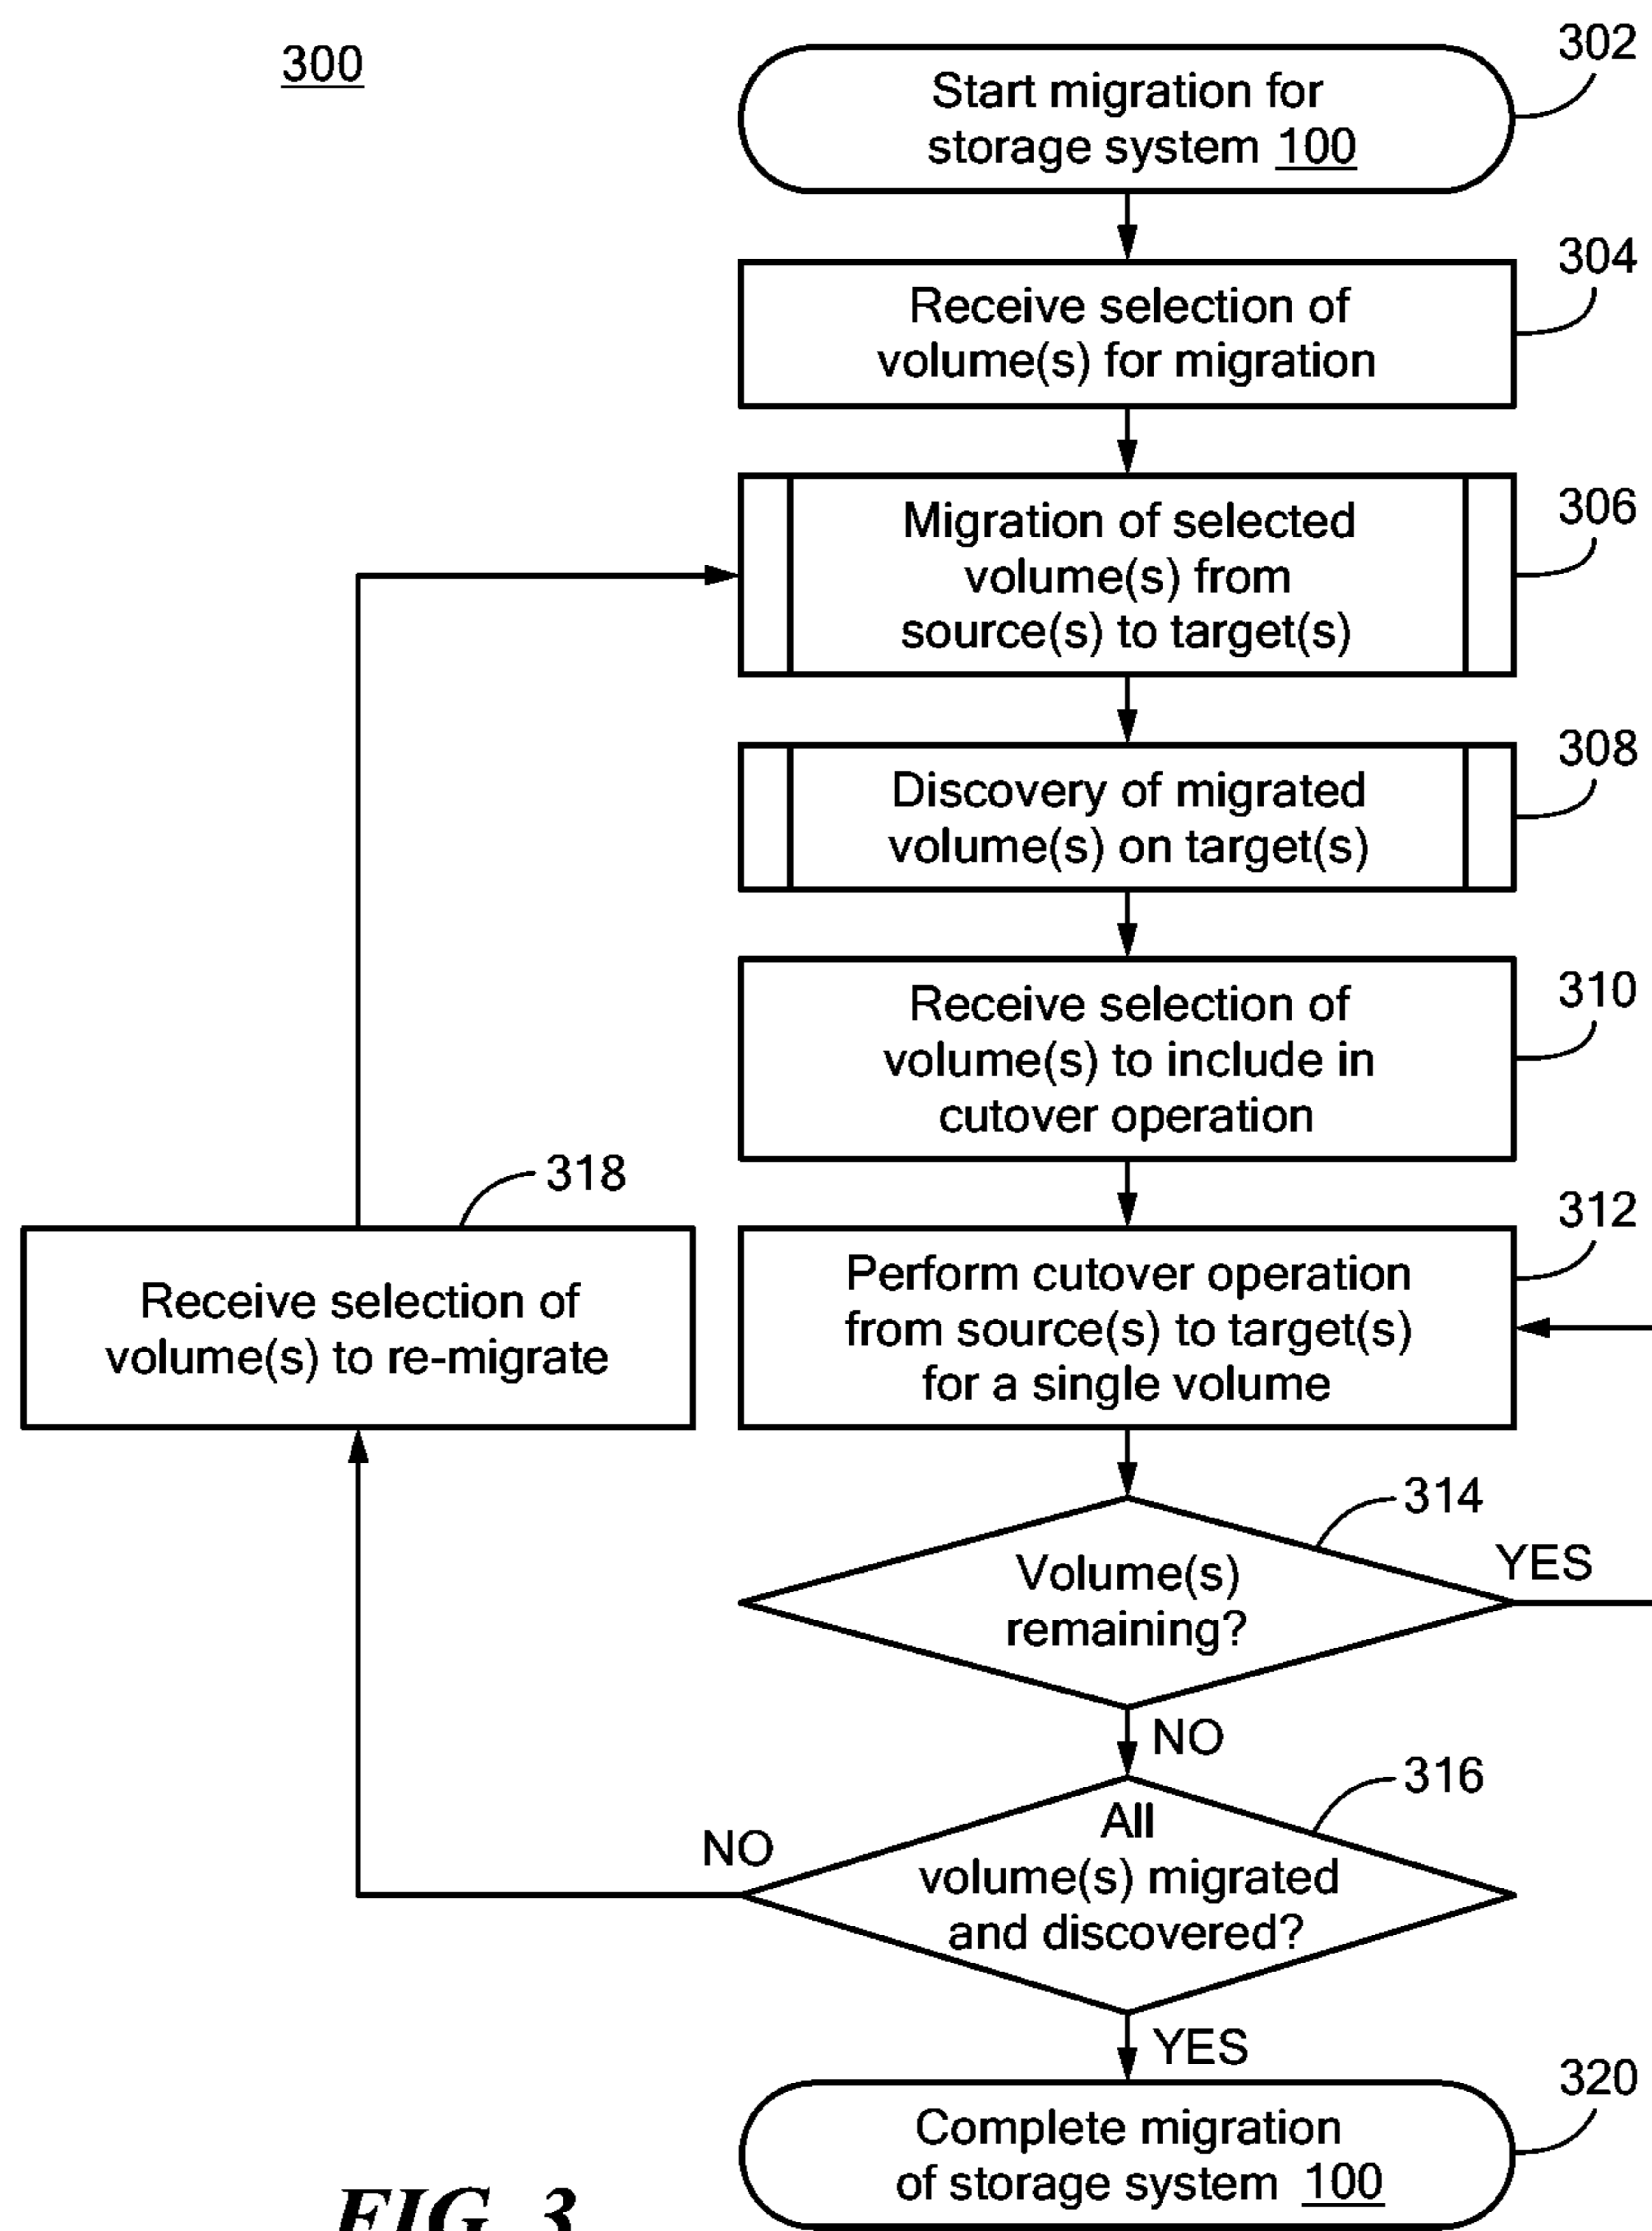 300
302
Start migration for
storage system 100
304
Receive selection of
volume(s) for migration
306
Migration of selected
volume(s) from
source(s) to target(s)
308
Discovery of migrated
volume(s) on target(s)
310
Receive selection of
volume(s) to include in
cutover operation
318
Receive selection of
volume(s) to re-migrate
312
Perform cutover operation
from source(s) to target(s)
for a single volume
314
Volume(s)
remaining?
YES
NO
316
All
volume(s) migrated
and discovered?
NO
YES
320
Complete migration
of storage system 100
FIG. 3